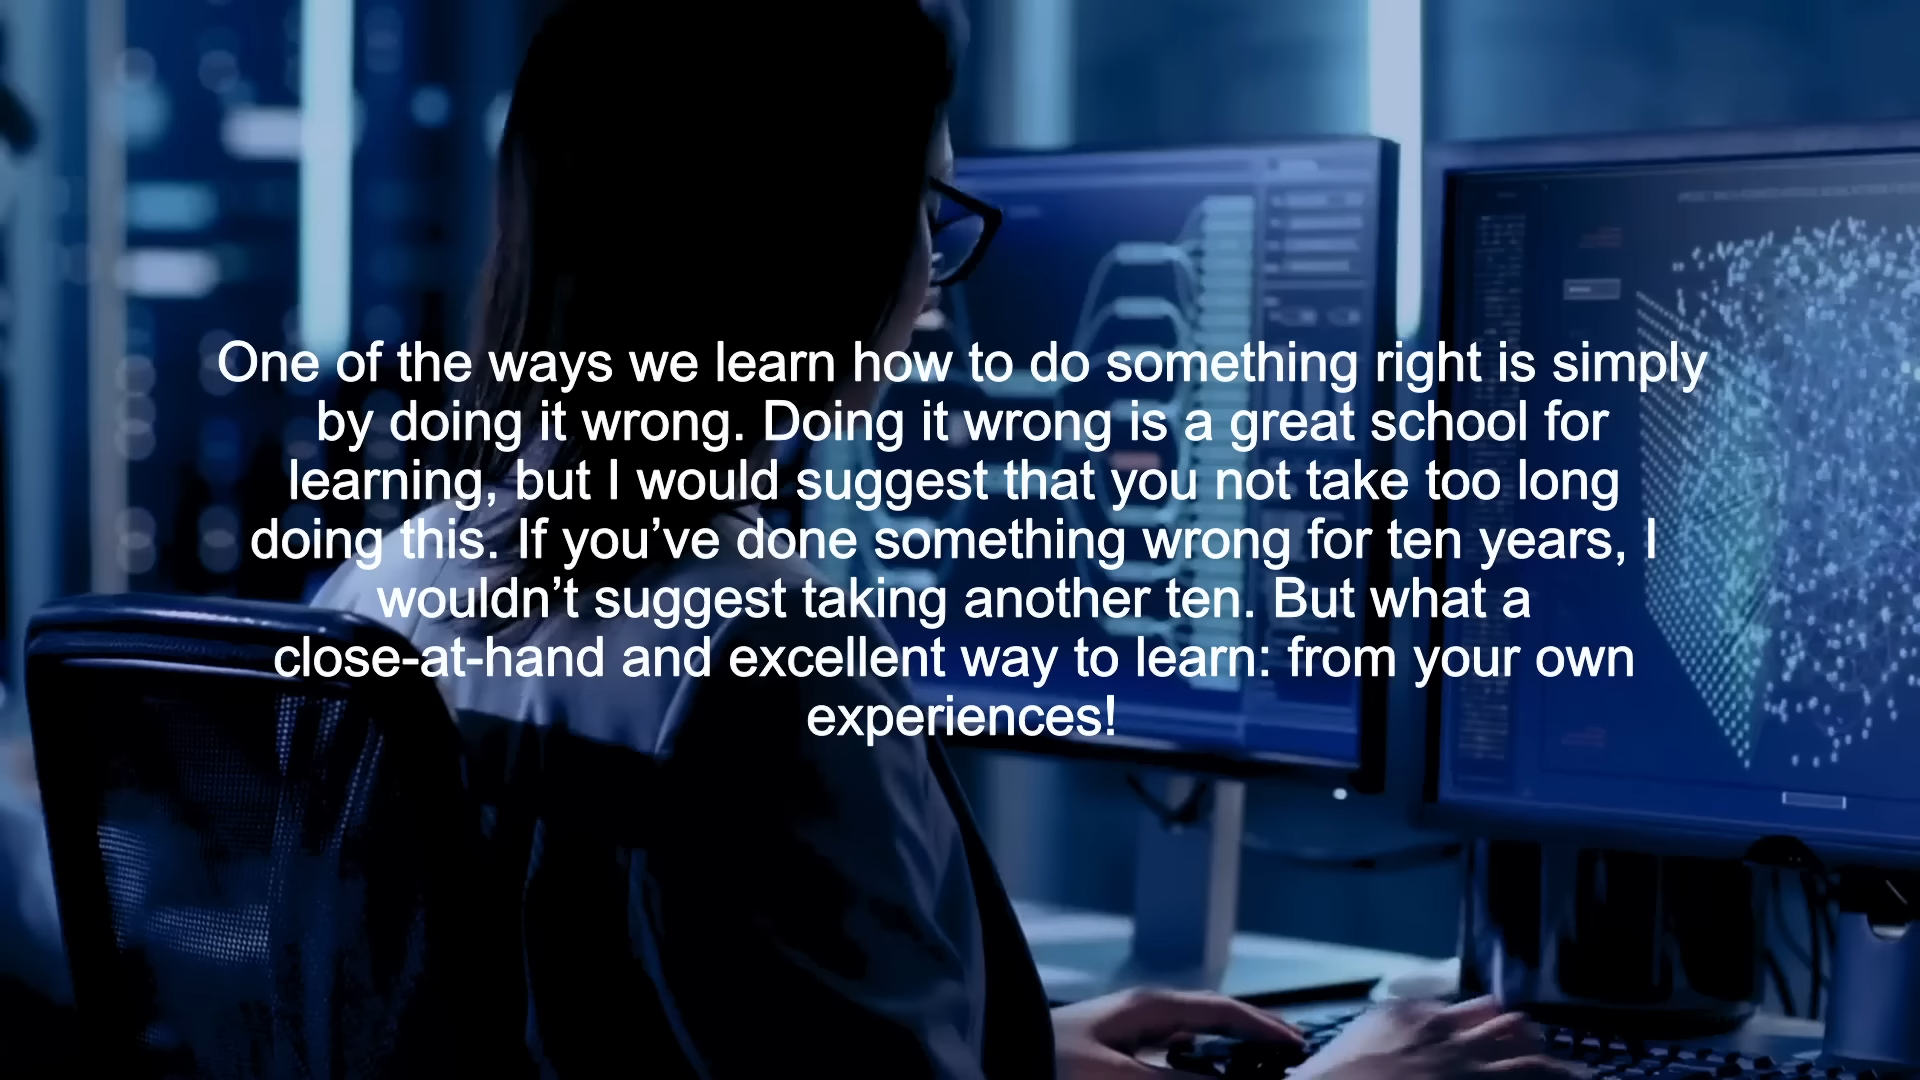 One of the ways we learn how to do something right is simply
by doing it wrong. Doing it wrong is a great school for
learning, but I would suggest that you not take too long
doing this. If you’ve done something wrong for ten years, I
wouldn’t suggest taking another ten. But what a
close-at-hand and excellent way to learn: from your own
experiences!